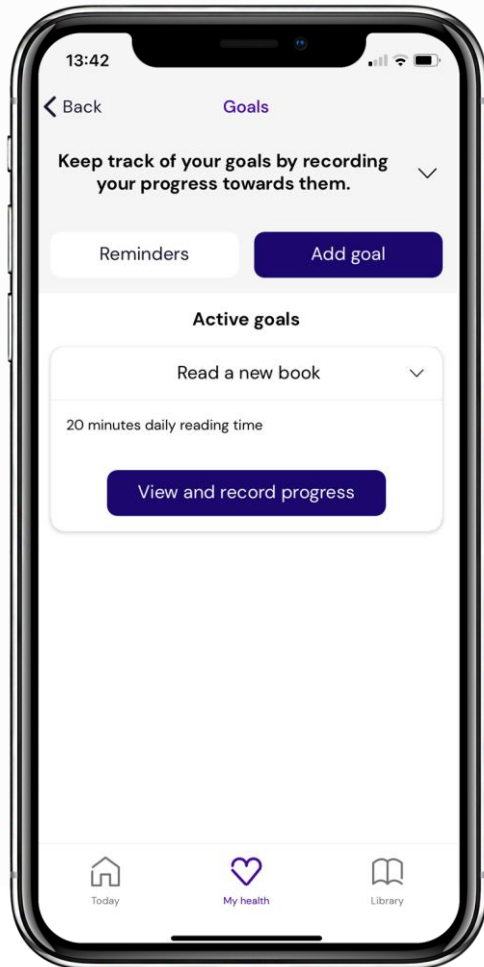 13:42
Back
Goals
Keep track of your goals by recording
your progress towards them.
Reminders
Add goal
Active goals
Read a new book
20 minutes daily reading time
View and record progress
Today
My health
Library